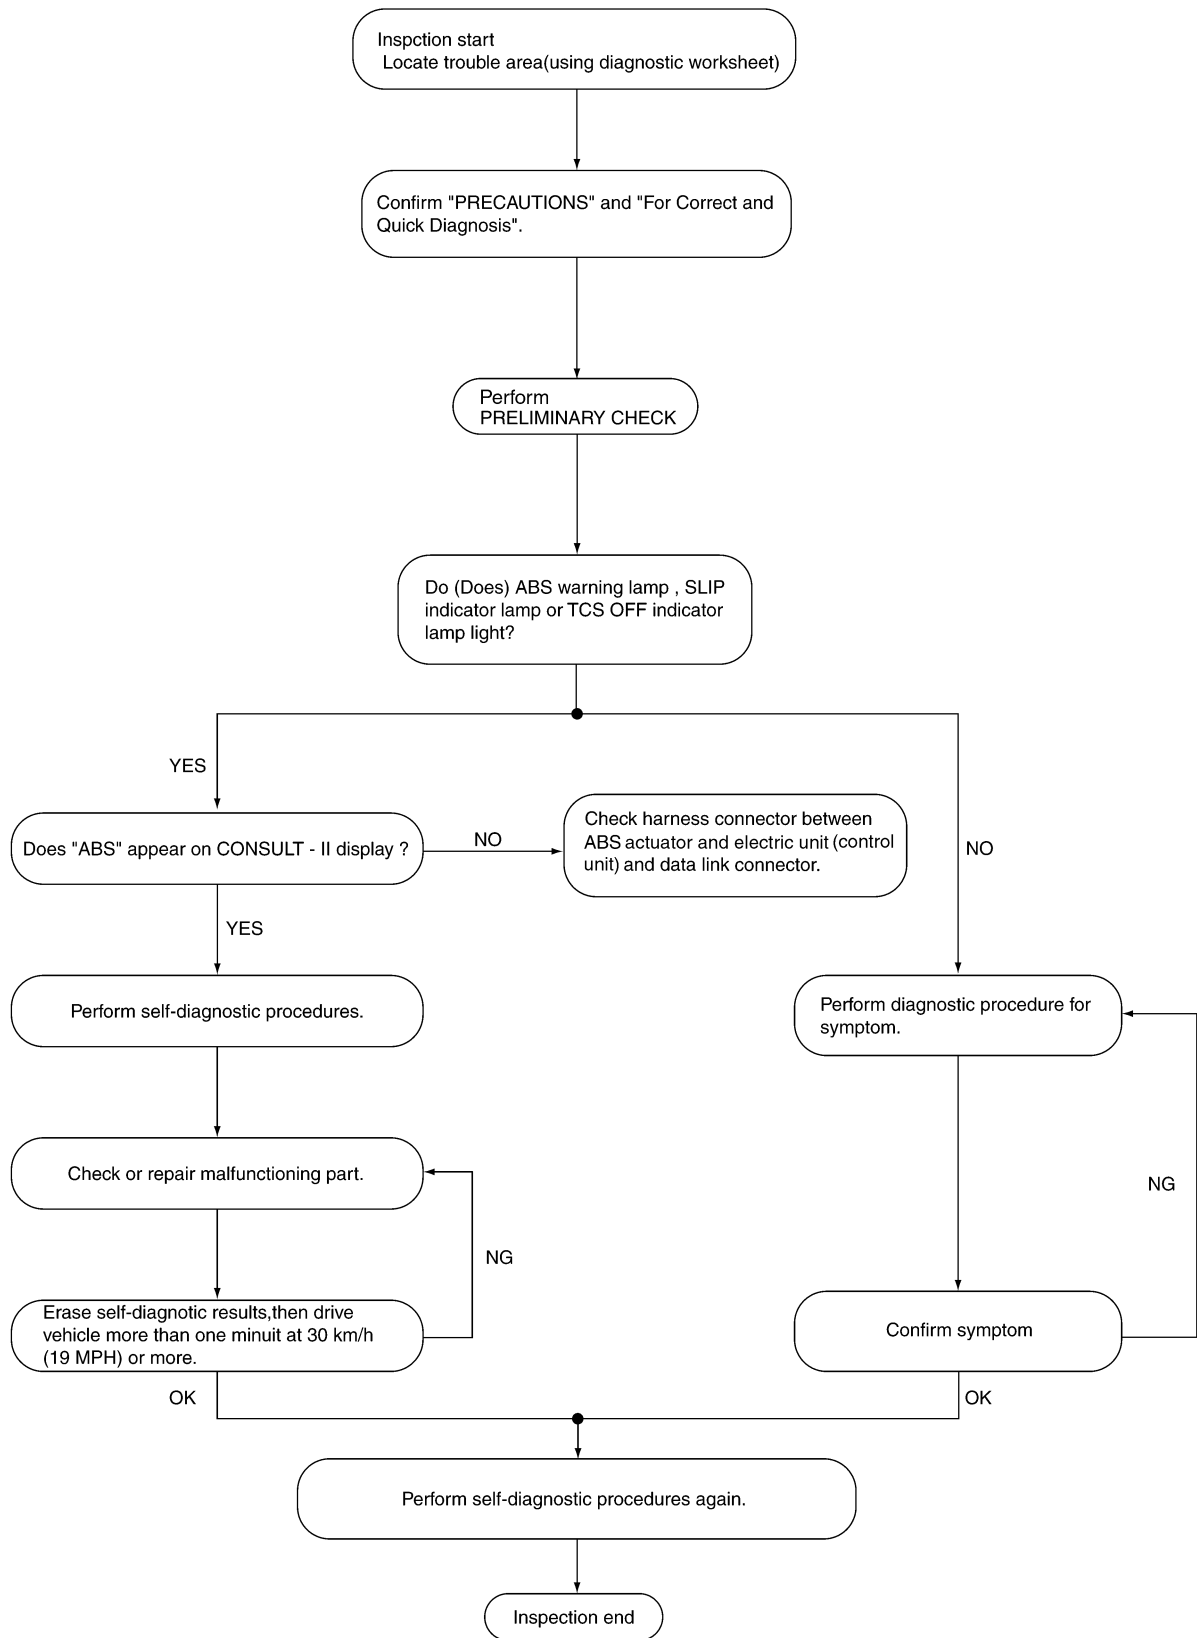 Inspction start
Locate trouble area(using diagnostic worksheet)
Confirm "PRECAUTIONS" and "For Correct and
Quick Diagnosis".
Perform
PRELIMINARY CHECK
Do (Does) ABS warning lamp , SLIP
indicator lamp or TCS OFF indicator
lamp light?
YES
NO
Does "ABS" appear on CONSULT - II display ?
NO
Check harness connector between
ABS actuator and electric unit (control
unit) and data link connector.
YES
Perform self-diagnostic procedures.
Perform diagnostic procedure for
symptom.
Check or repair malfunctioning part.
NG
NG
Erase self-diagnotic results,then drive
vehicle more than one minuit at 30 km/h
(19 MPH) or more.
Confirm symptom
OK
OK
Perform self-diagnostic procedures again.
Inspection end